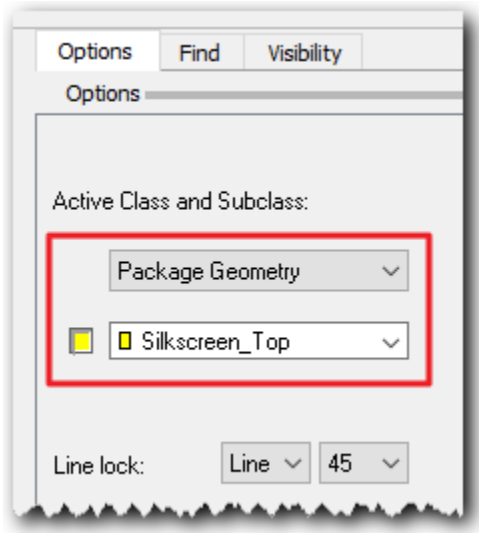 Options Find Visibility
Options
Active Class and Subclass:
Package Geometry
Silkscreen_Top
Line lock: Line 45